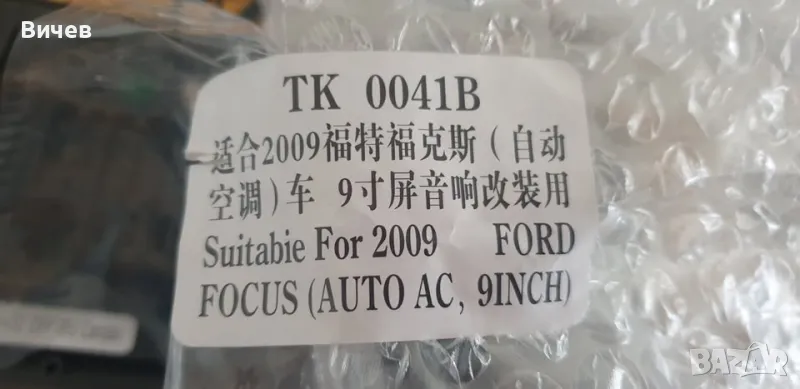 Вичев
TK 0041B
适合2009福特福克斯（自动
空调）车 9寸屏音响改装用
Suitabie For 2009 FORD
FOCUS (AUTO AC, 9INCH)
BAZAR